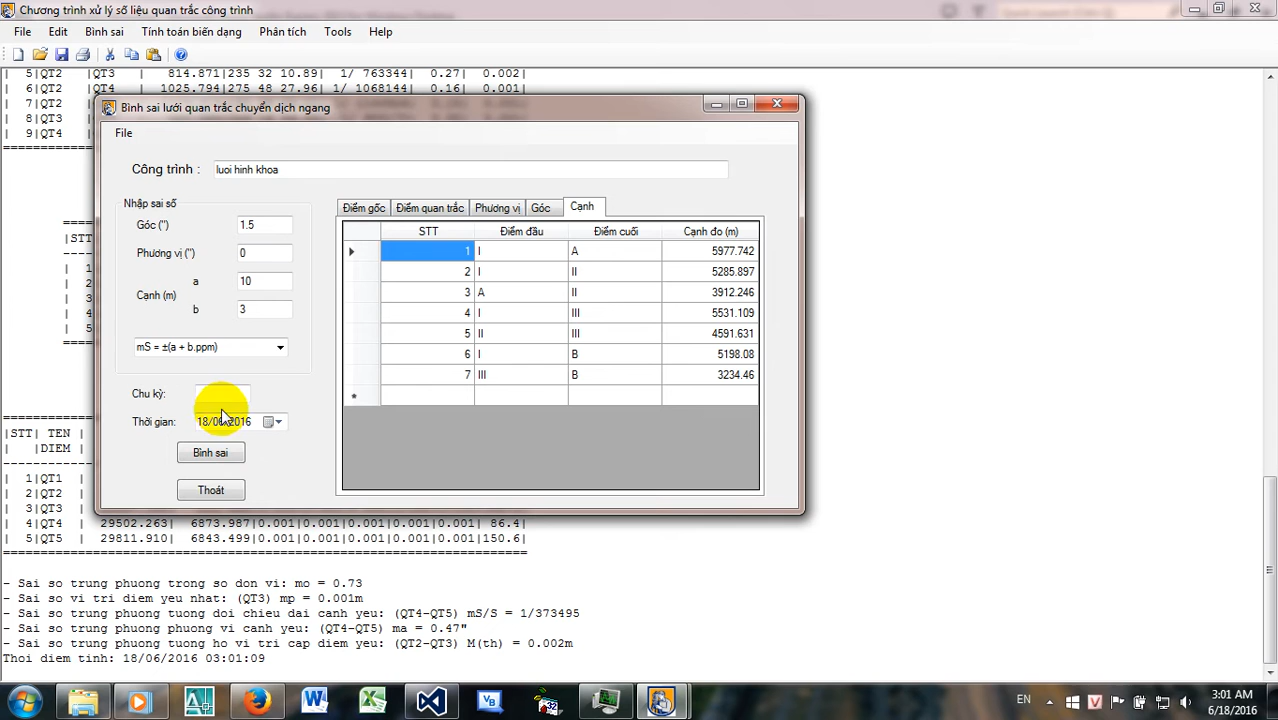 Chương trình xử lý số liệu quan trắc công trình
File Edit Bình sai Tính toán biến dạng Phân tích Tools Help
| 5|QT2 |QT3 | 814.871|235 32 10.89| 1/ 763344| 0.27| 0.002|
| 6|QT2 |QT4 | 1025.794|275 48 27.96| 1/ 1068144| 0.16| 0.001|
| 7|QT2
| 8|QT3
| 9|QT4
Bình sai lưới quan trắc chuyển dịch ngang
File
Công trình : luoi hinh khoa
Nhập sai số
Góc (")
1.5
Phương vị (")
0
Cạnh (m)
a
10
b
3
mS = ±(a + b.ppm)
Chu kỳ:
Thời gian:
Bình sai
Thoát
Điểm gốc Điểm quan trắc Phương vị Góc Cạnh
STT Điểm đầu Điểm cuối Cạnh đo (m)
1 I A 5977.742
2 I II 5285.897
3 A II 3912.246
4 I III 5531.109
5 II III 4591.631
6 I B 5198.08
7 III B 3234.46
*
|STT
| 1
=====
|STT| TEN
| |DIEM
| 1|QT1
| 2|QT2
| 3|QT3
| 4|QT4 | 29502.263| 6873.987|0.001|0.001|0.001|0.001| 86.4|
| 5|QT5 | 29811.910| 6843.499|0.001|0.001|0.001|0.001|150.6|
- Sai so trung phuong trong so don vi: mo = 0.73
- Sai so vi tri diem yeu nhat: (QT3) mp = 0.001m
- Sai so trung phuong tuong doi chieu dai canh yeu: (QT4-QT5) mS/S = 1/373495
- Sai so trung phuong phuong vi canh yeu: (QT4-QT5) ma = 0.47"
- Sai so trung phuong tuong ho vi tri cap diem yeu: (QT2-QT3) M(th) = 0.002m
Thoi diem tinh: 18/06/2016 03:01:09
EN
3:01 AM
6/18/2016